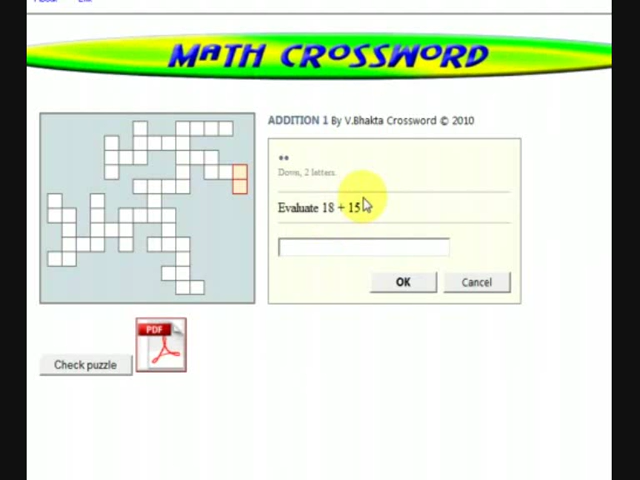 MATH CROSSWORD
ADDITION 1 By V.Bhakta Crossword © 2010
Down, 2 letters.
Evaluate 18 + 15
OK
Cancel
PDF
Check puzzle